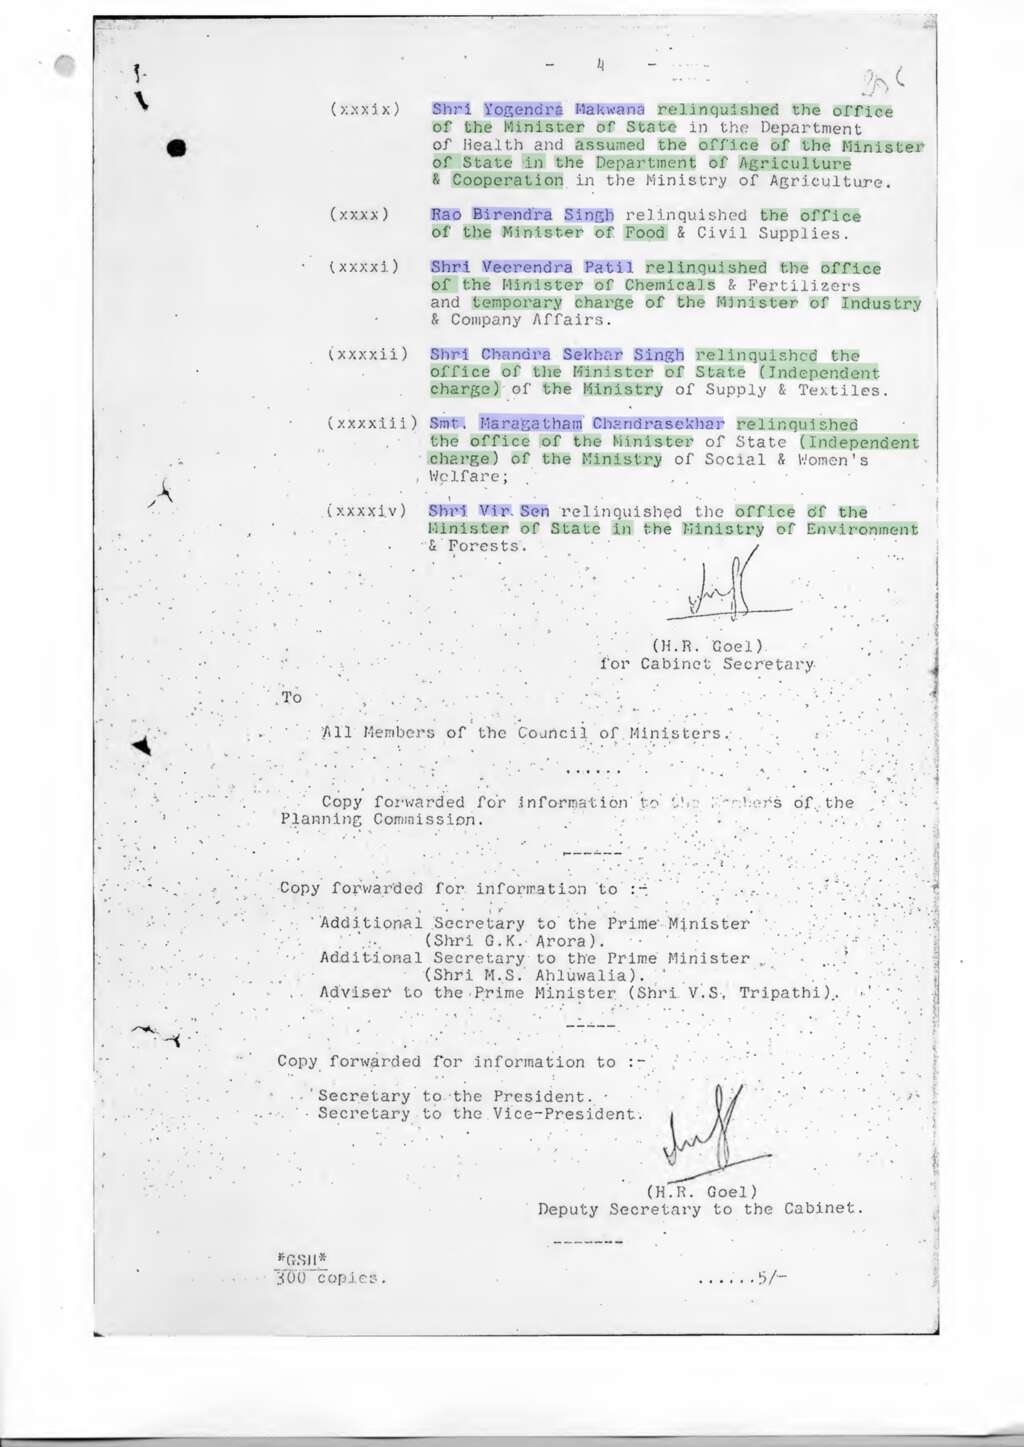 - 4 -
(xxxix) Shri Yogendra Makwana relinquished the office
of the Minister of State in the Department
of Health and assumed the office of the Minister
of State in the Department of Agriculture
& Cooperation in the Ministry of Agriculture.
(xxxx) Rao Birendra Singh relinquished the office
of the Minister of Food & Civil Supplies.
(xxxxi) Shri Veerendra Patil relinquished the office
of the Minister of Chemicals & Fertilizers
and temporary charge of the Minister of Industry
& Company Affairs.
(xxxxii) Shri Chandra Sekhar Singh relinquished the
office of the Minister of State (Independent
charge) of the Ministry of Supply & Textiles.
(xxxxiii) Smt. Maragatham Chandrasekhar relinquished
the office of the Minister of State (Independent
charge) of the Ministry of Social & Women's
Welfare;
(xxxxiv) Shri Vir Sen relinquished the office of the
Minister of State in the Ministry of Environment
& Forests.
(H.R. Goel)
for Cabinet Secretary
To
All Members of the Council of Ministers.
......
Copy forwarded for information to the Members of the
Planning Commission.
------
Copy forwarded for information to :-
Additional Secretary to the Prime Minister
(Shri G.K. Arora).
Additional Secretary to the Prime Minister
(Shri M.S. Ahluwalia).
Adviser to the Prime Minister (Shri V.S. Tripathi).
-----
Copy forwarded for information to :-
Secretary to the President.
Secretary to the Vice-President.
(H.R. Goel)
Deputy Secretary to the Cabinet.
-------
*GSH*
300 copies.
......5/-